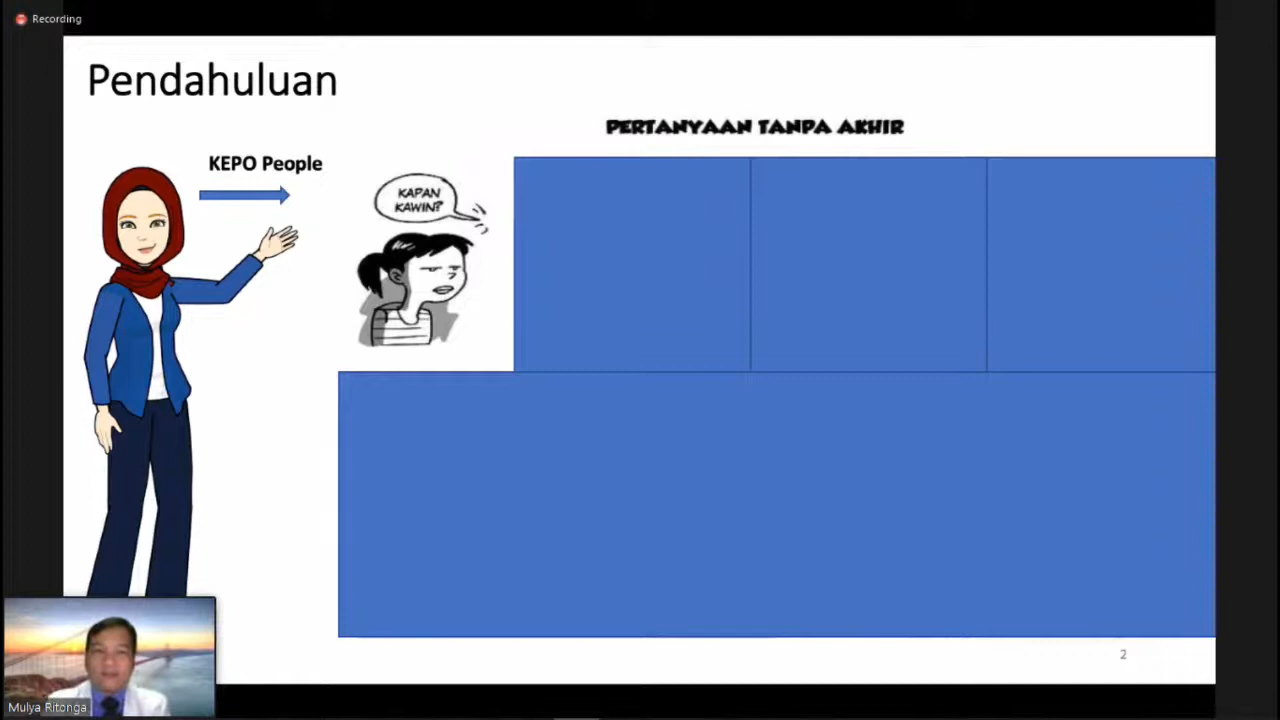 Recording
Pendahuluan
PERTANYAAN TANPA AKHIR
KEPO People
KAPAN
KAWIN?
2
Mulya Ritonga